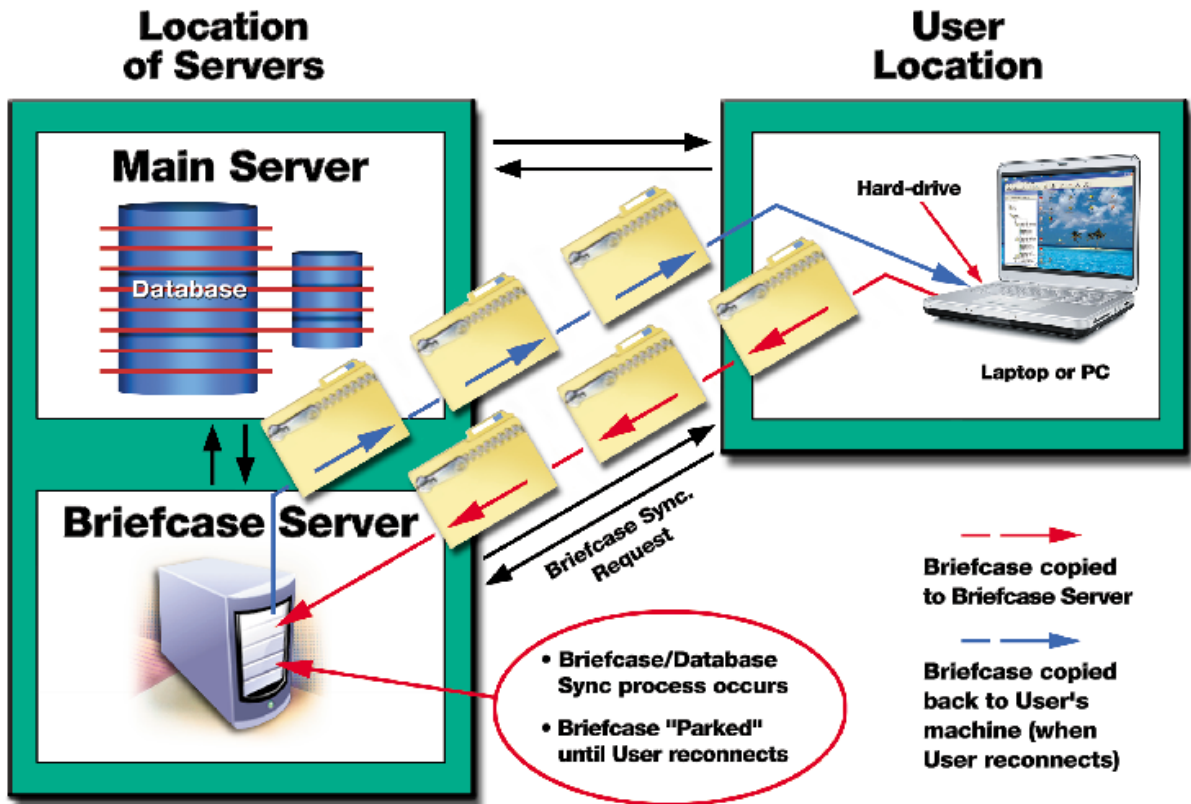 Location
of Servers
User
Location
Main Server
Database
Hard-drive
Laptop or PC
Briefcase Server
Briefcase Sync.
Request
• Briefcase/Database
Sync process occurs
• Briefcase "Parked"
until User reconnects
Briefcase copied
to Briefcase Server
Briefcase copied
back to User's
machine (when
User reconnects)